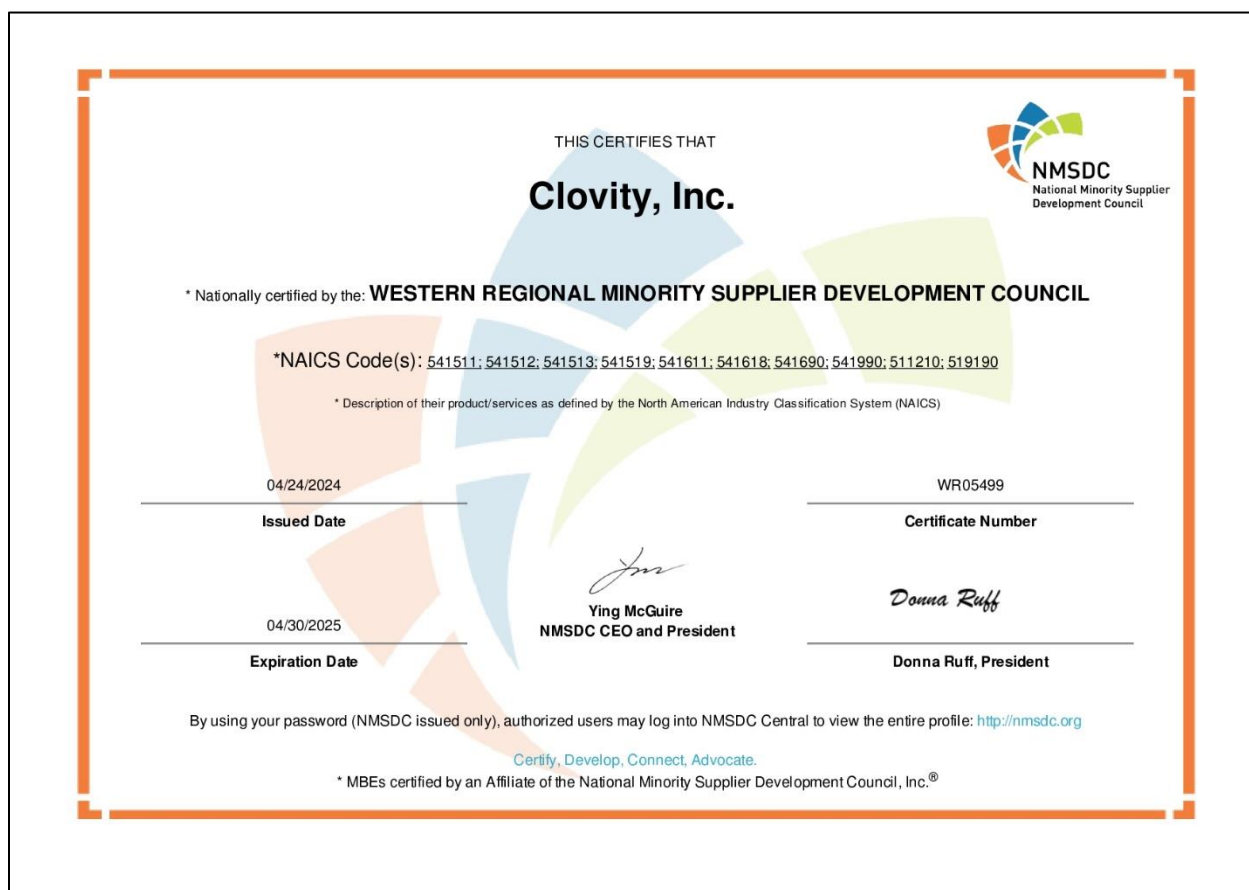 THIS CERTIFIES THAT
Clovity, Inc.
NMSDC
National Minority Supplier
Development Council
* Nationally certified by the: WESTERN REGIONAL MINORITY SUPPLIER DEVELOPMENT COUNCIL
*NAICS Code(s): 541511; 541512; 541513; 541519; 541611; 541618; 541690; 541990; 511210; 519190
* Description of their product/services as defined by the North American Industry Classification System (NAICS)
04/24/2024
Issued Date
WR05499
Certificate Number
Ying McGuire
NMSDC CEO and President
04/30/2025
Expiration Date
Donna Ruff
Donna Ruff, President
By using your password (NMSDC issued only), authorized users may log into NMSDC Central to view the entire profile: http://nmsdc.org
Certify, Develop, Connect, Advocate.
* MBEs certified by an Affiliate of the National Minority Supplier Development Council, Inc.®